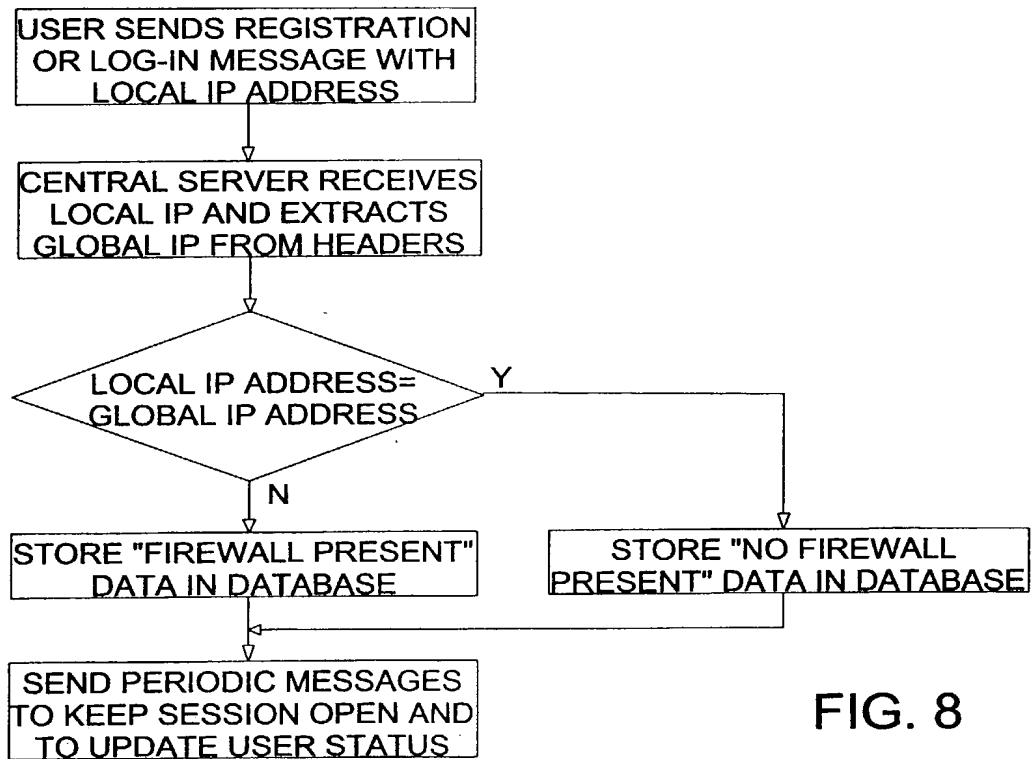 USER SENDS REGISTRATION
OR LOG-IN MESSAGE WITH
LOCAL IP ADDRESS
CENTRAL SERVER RECEIVES
LOCAL IP AND EXTRACTS
GLOBAL IP FROM HEADERS
LOCAL IP ADDRESS=
GLOBAL IP ADDRESS
Y
N
STORE "FIREWALL PRESENT"
DATA IN DATABASE
STORE "NO FIREWALL
PRESENT" DATA IN DATABASE
SEND PERIODIC MESSAGES
TO KEEP SESSION OPEN AND
TO UPDATE USER STATUS
FIG. 8